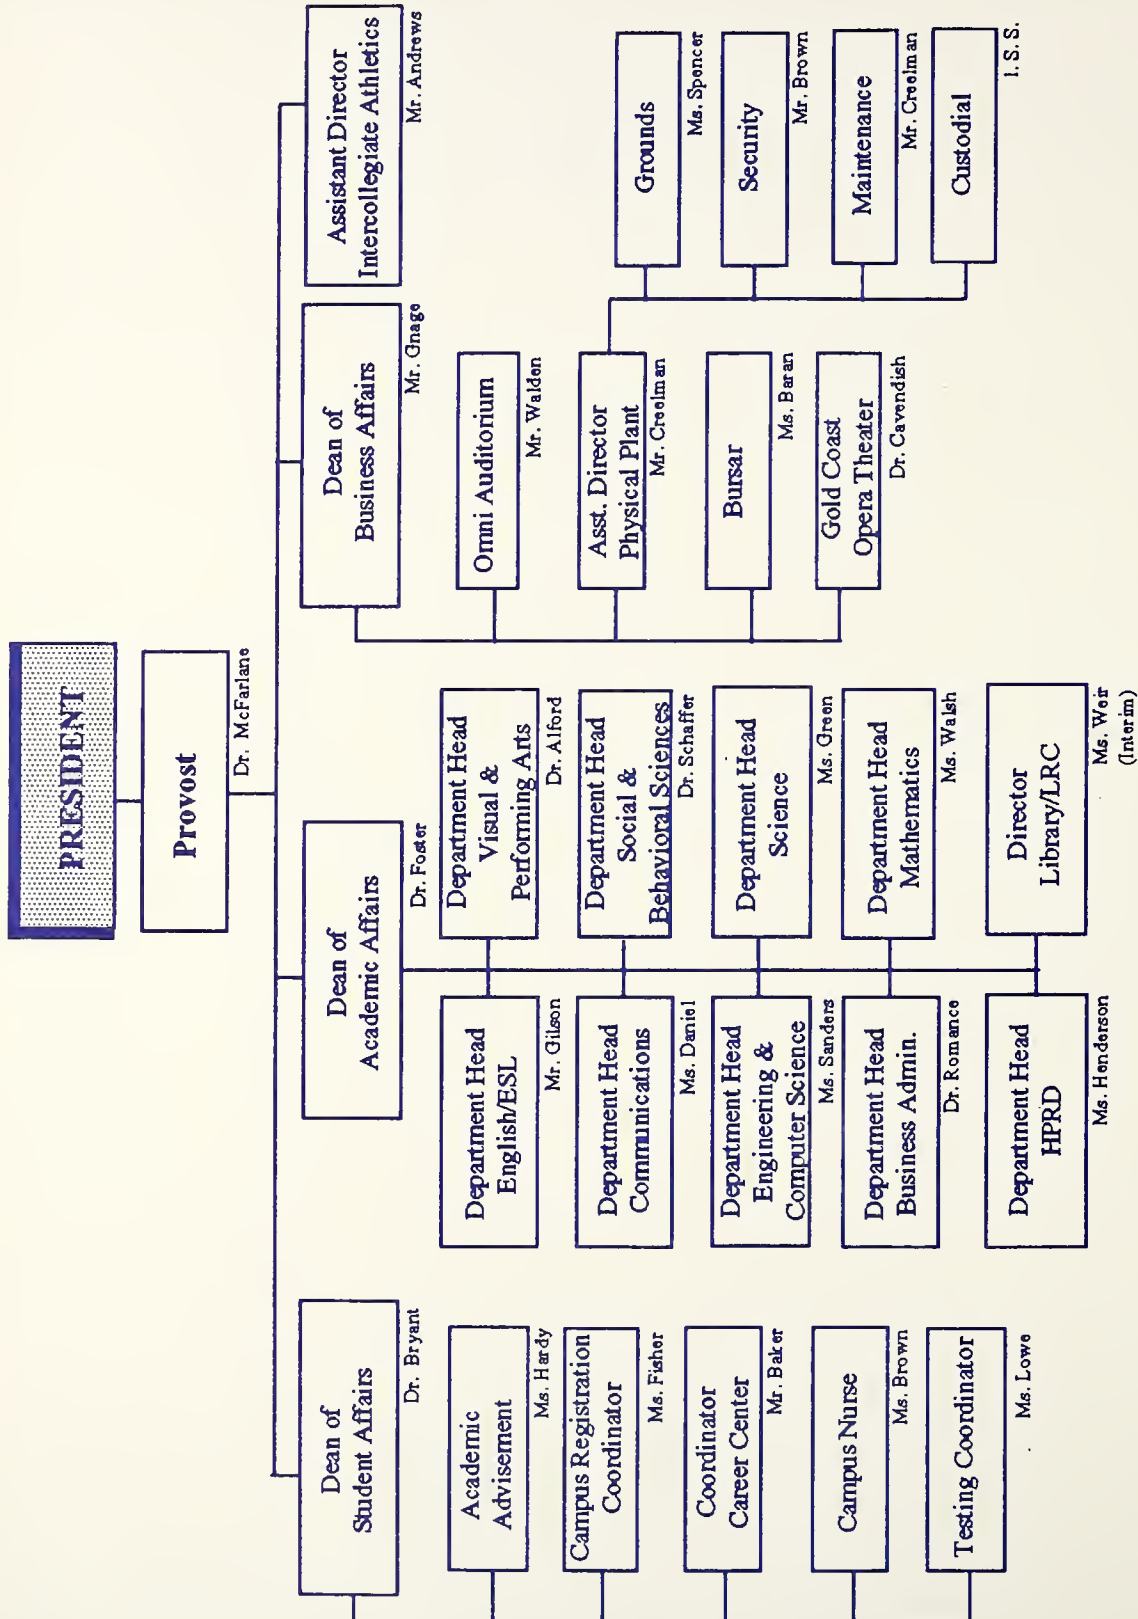 PRESIDENT
Provost
Dr. McFarlane
Dean of
Student Affairs
Dr. Bryant
Academic
Advisement
Ms. Hardy
Campus Registration
Coordinator
Ms. Fisher
Coordinator
Career Center
Mr. Baker
Campus Nurse
Ms. Brown
Testing Coordinator
Ms. Lowe
Dean of
Academic Affairs
Dr. Foster
Department Head
English/ESL
Mr. Gilson
Department Head
Visual &
Performing Arts
Dr. Alford
Department Head
Communications
Ms. Daniel
Department Head
Social &
Behavioral Sciences
Dr. Schaffer
Department Head
Engineering &
Computer Science
Ms. Sanders
Department Head
Science
Ms. Green
Department Head
Business Admin.
Dr. Romance
Department Head
Mathematics
Ms. Walsh
Department Head
HPRD
Ms. Henderson
Director
Library/LRC
Ms. Weir
(Interim)
Dean of
Business Affairs
Mr. Gnage
Omni Auditorium
Mr. Walden
Asst. Director
Physical Plant
Mr. Creelman
Bursar
Ms. Baran
Gold Coast
Opera Theater
Dr. Cavendish
Grounds
Ms. Spencer
Security
Mr. Brown
Maintenance
Mr. Creelman
Custodial
I. S. S.
Assistant Director
Intercollegiate Athletics
Mr. Andrews